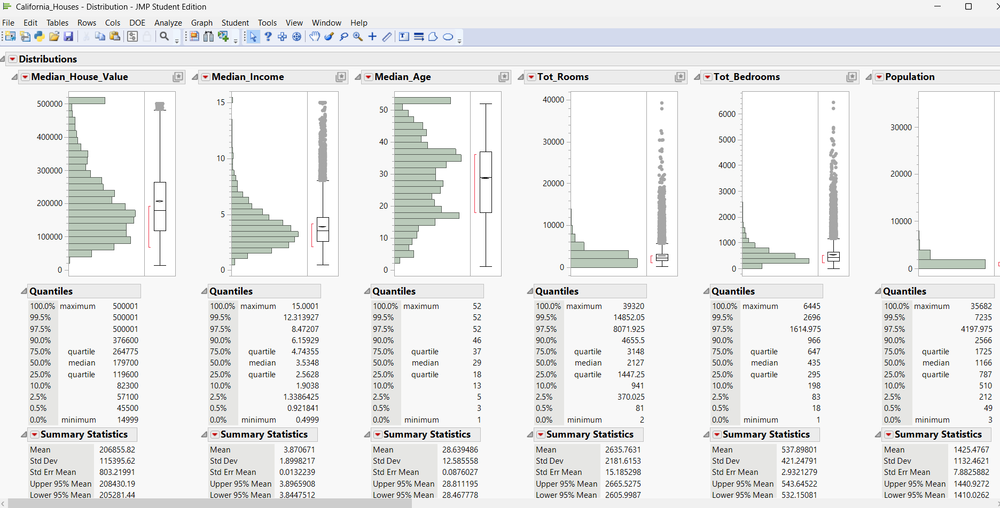 California_Houses - Distribution - JMP Student Edition
File Edit Tables Rows Cols DOE Analyze Graph Student Tools View Window Help
Distributions
Median_House_Value Median_Income Median_Age Tot_Rooms Tot_Bedrooms Population
500000
400000
300000
200000
100000
0
15
10
5
0
50
40
30
20
10
0
40000
30000
20000
10000
0
6000
5000
4000
3000
2000
1000
0
30000
20000
10000
0
Quantiles
100.0% maximum 500001
99.5% 500001
97.5% 500001
90.0% 376600
75.0% quartile 264775
50.0% median 179700
25.0% quartile 119600
10.0% 82300
2.5% 57100
0.5% 45500
0.0% minimum 14999
Summary Statistics
Mean 206855.82
Std Dev 115395.62
Std Err Mean 803.21991
Upper 95% Mean 208430.19
Lower 95% Mean 205281.44
Quantiles
100.0% maximum 15.0001
99.5% 12.313927
97.5% 8.47207
90.0% 6.15929
75.0% quartile 4.74355
50.0% median 3.5348
25.0% quartile 2.5628
10.0% 1.9038
2.5% 1.3386425
0.5% 0.921841
0.0% minimum 0.4999
Summary Statistics
Mean 3.870671
Std Dev 1.8998217
Std Err Mean 0.0132239
Upper 95% Mean 3.8965908
Lower 95% Mean 3.8447512
Quantiles
100.0% maximum 52
99.5% 52
97.5% 52
90.0% 46
75.0% quartile 37
50.0% median 29
25.0% quartile 18
10.0% 13
2.5% 5
0.5% 3
0.0% minimum 1
Summary Statistics
Mean 28.639486
Std Dev 12.585558
Std Err Mean 0.0876027
Upper 95% Mean 28.811195
Lower 95% Mean 28.467778
Quantiles
100.0% maximum 39320
99.5% 14852.05
97.5% 8071.925
90.0% 4655.5
75.0% quartile 3148
50.0% median 2127
25.0% quartile 1447.25
10.0% 941
2.5% 370.025
0.5% 81
0.0% minimum 2
Summary Statistics
Mean 2635.7631
Std Dev 2181.6153
Std Err Mean 15.185298
Upper 95% Mean 2665.5275
Lower 95% Mean 2605.9987
Quantiles
100.0% maximum 6445
99.5% 2696
97.5% 1614.975
90.0% 966
75.0% quartile 647
50.0% median 435
25.0% quartile 295
10.0% 198
2.5% 83
0.5% 18
0.0% minimum 1
Summary Statistics
Mean 537.89801
Std Dev 421.24791
Std Err Mean 2.9321279
Upper 95% Mean 543.64522
Lower 95% Mean 532.15081
Quantiles
100.0% maximum 35682
99.5% 7235
97.5% 4197.975
90.0% 2566
75.0% quartile 1725
50.0% median 1166
25.0% quartile 787
10.0% 510
2.5% 212
0.5% 49
0.0% minimum 3
Summary Statistics
Mean 1425.4767
Std Dev 1132.4621
Std Err Mean 7.8825882
Upper 95% Mean 1440.9272
Lower 95% Mean 1410.0262